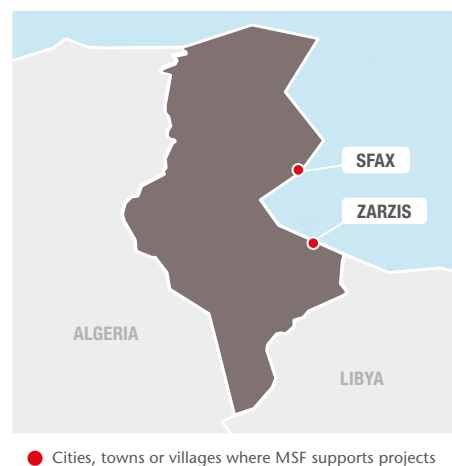 SFAX
ZARZIS
ALGERIA
LIBYA
Cities, towns or villages where MSF supports projects